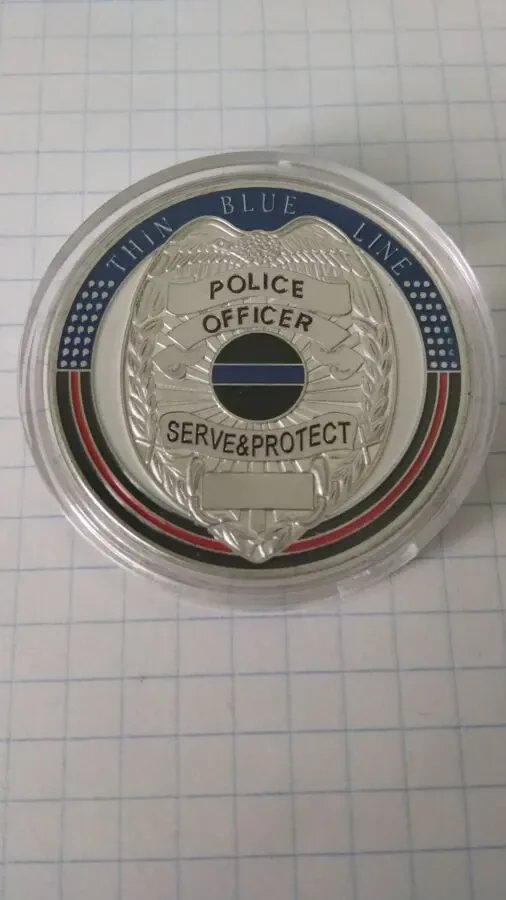 THIN BLUE LINE
POLICE
OFFICER
SERVE&PROTECT